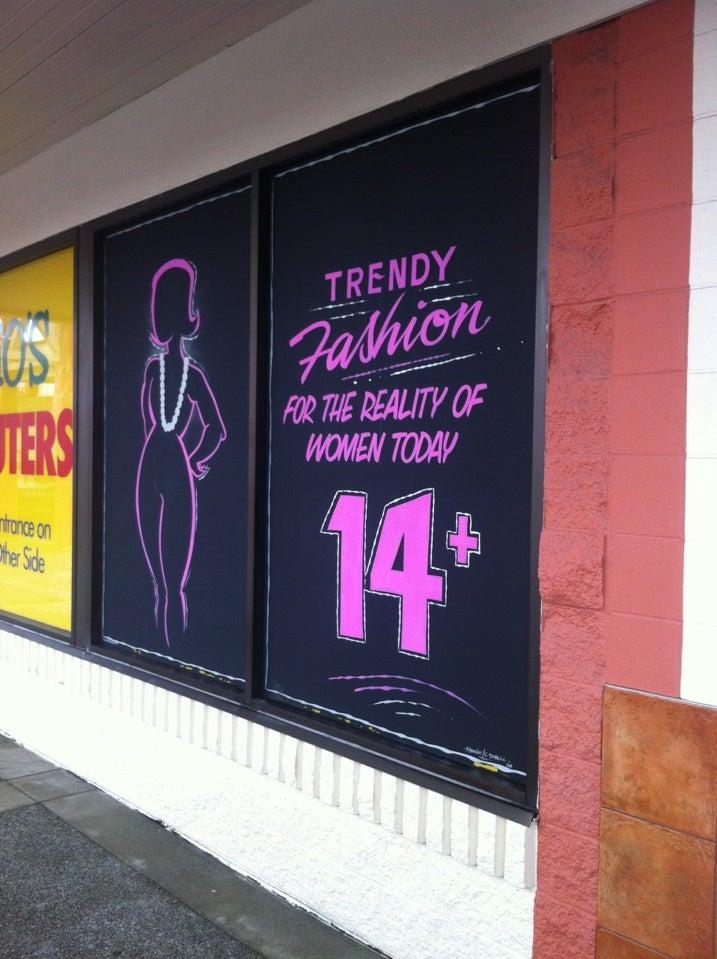 O'S
UTERS
ntrance on
Other Side
TRENDY
Fashion
FOR THE REALITY OF
WOMEN TODAY
14+